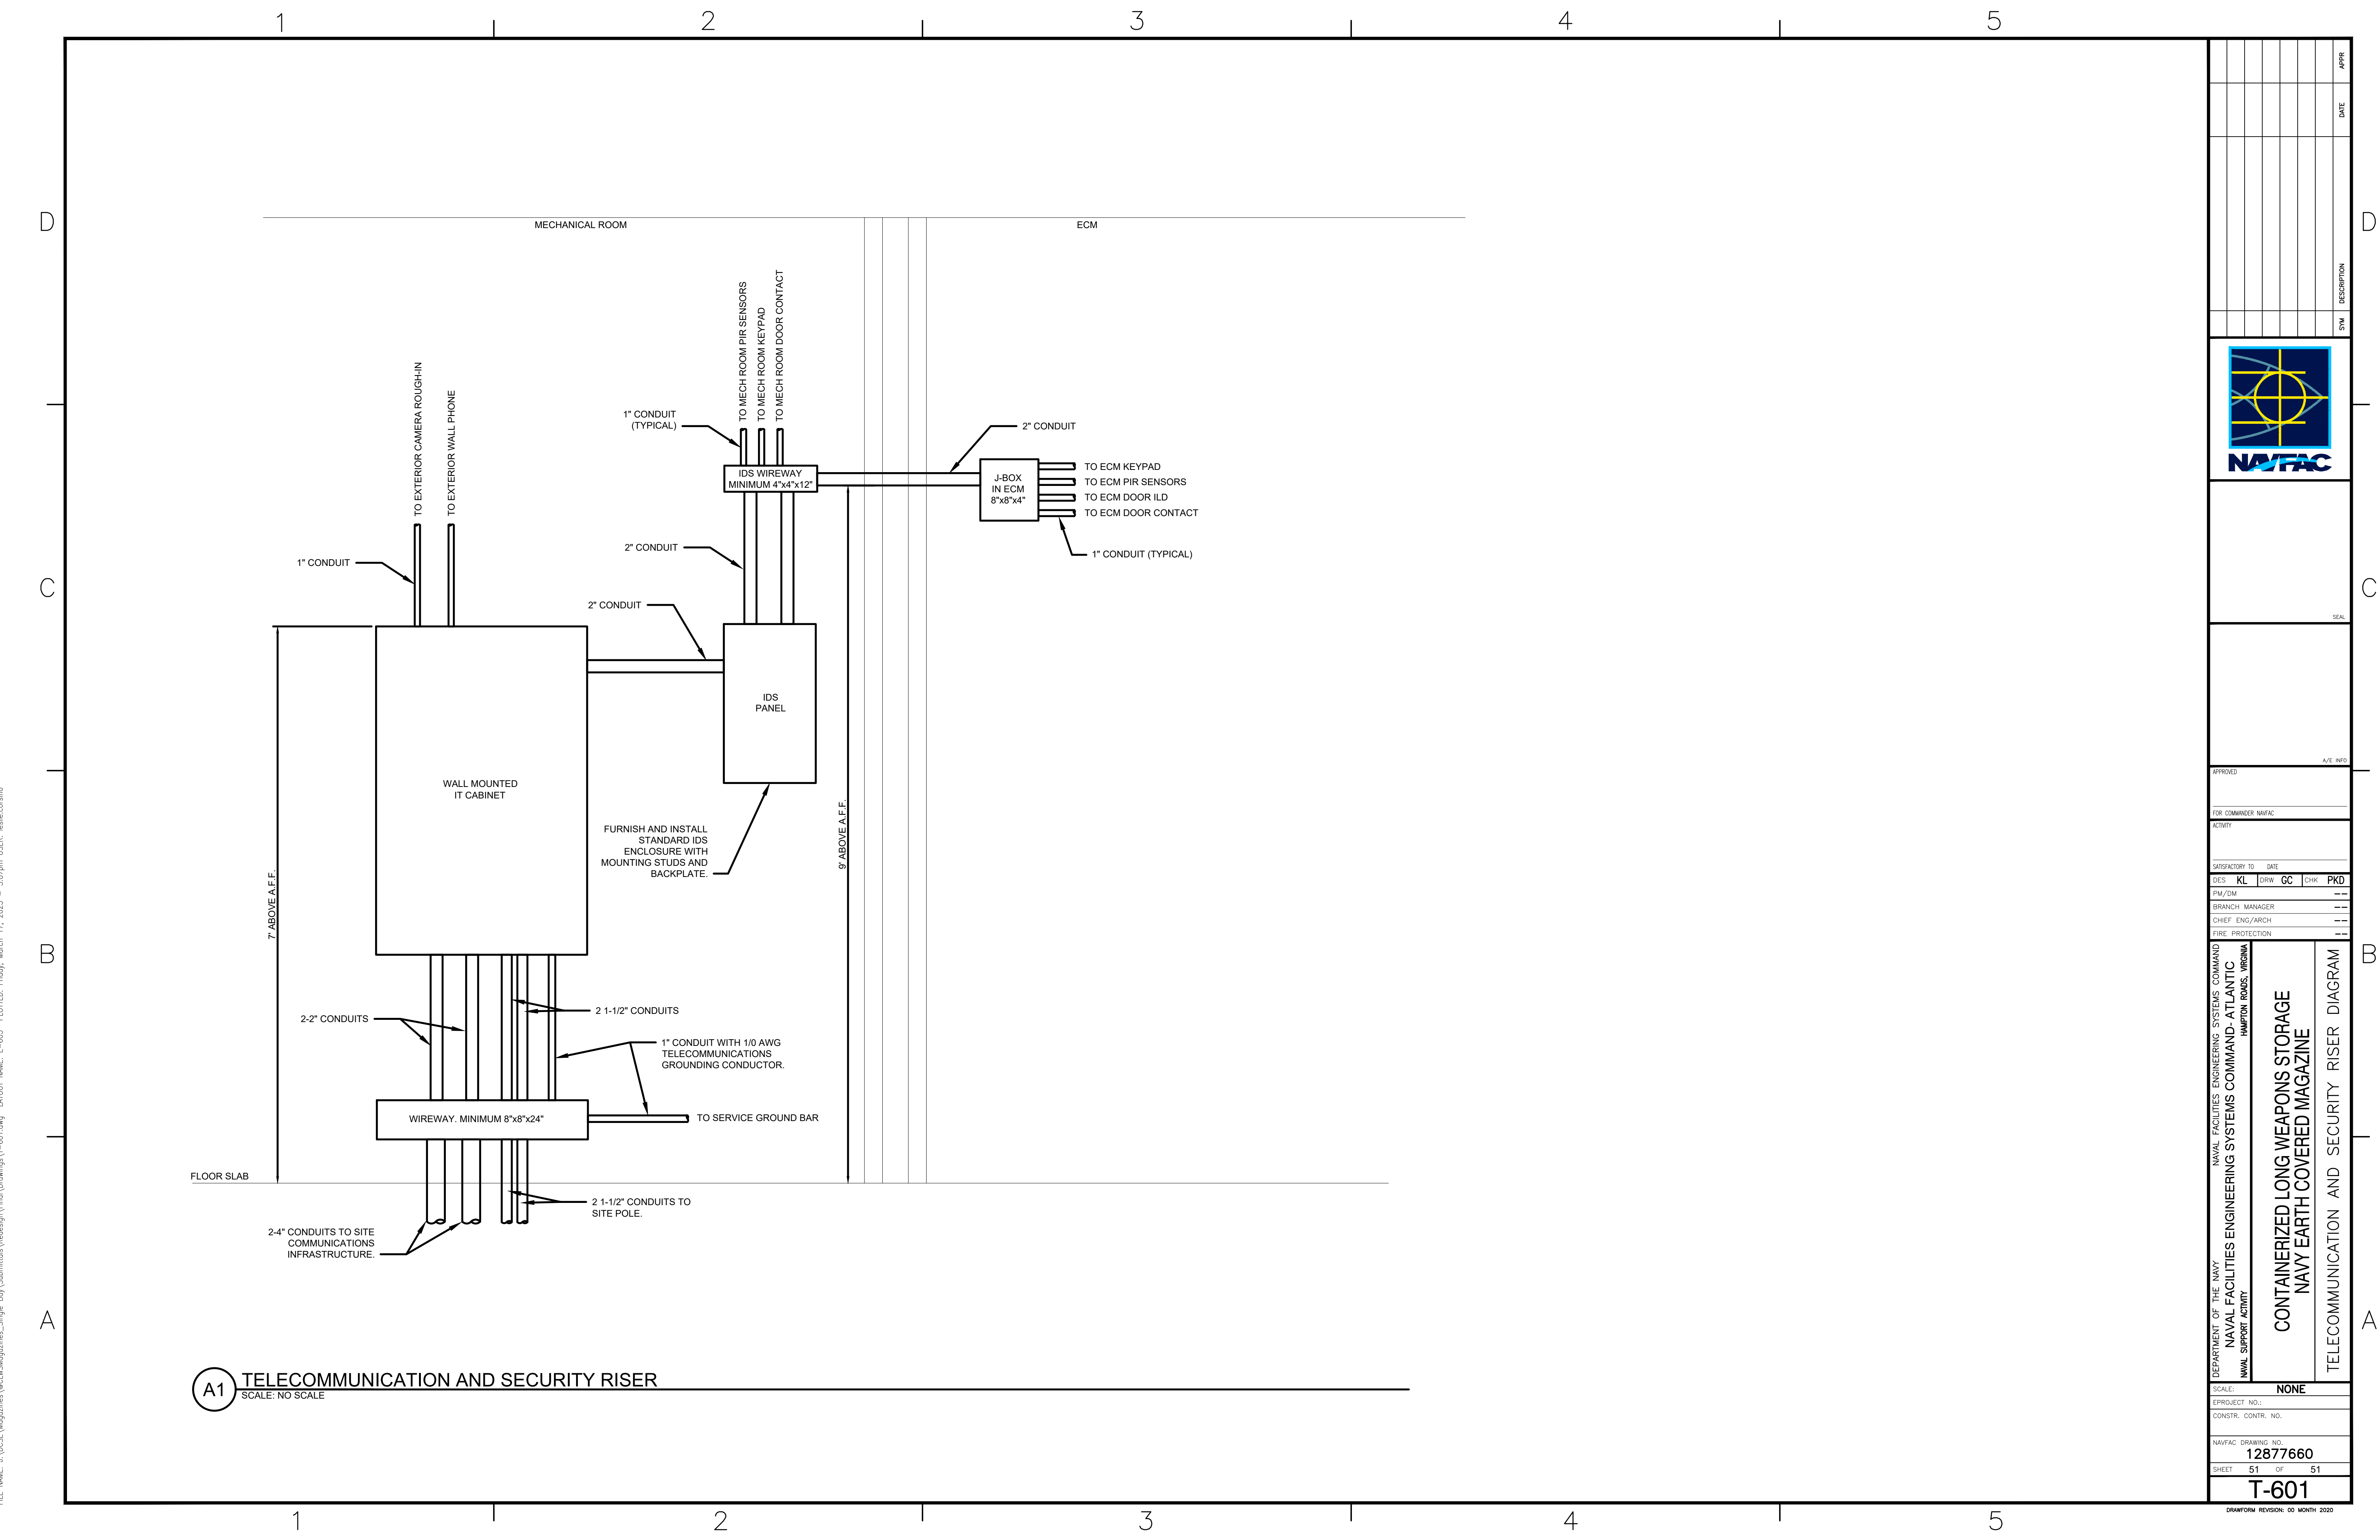 1 2 3 4 5
D
C
B
A
MECHANICAL ROOM
ECM
TO EXTERIOR CAMERA ROUGH-IN
TO EXTERIOR WALL PHONE
TO MECH ROOM PIR SENSORS
TO MECH ROOM KEYPAD
TO MECH ROOM DOOR CONTACT
1" CONDUIT
(TYPICAL)
2" CONDUIT
IDS WIREWAY
MINIMUM 4"x4"x12"
J-BOX
IN ECM
8"x8"x4"
TO ECM KEYPAD
TO ECM PIR SENSORS
TO ECM DOOR ILD
TO ECM DOOR CONTACT
1" CONDUIT (TYPICAL)
2" CONDUIT
1" CONDUIT
2" CONDUIT
IDS
PANEL
WALL MOUNTED
IT CABINET
FURNISH AND INSTALL
STANDARD IDS
ENCLOSURE WITH
MOUNTING STUDS AND
BACKPLATE.
7' ABOVE A.F.F.
9' ABOVE A.F.F.
2-2" CONDUITS
2 1-1/2" CONDUITS
1" CONDUIT WITH 1/0 AWG
TELECOMMUNICATIONS
GROUNDING CONDUCTOR.
WIREWAY. MINIMUM 8"x8"x24"
TO SERVICE GROUND BAR
FLOOR SLAB
2 1-1/2" CONDUITS TO
SITE POLE.
2-4" CONDUITS TO SITE
COMMUNICATIONS
INFRASTRUCTURE.
A1
TELECOMMUNICATION AND SECURITY RISER
SCALE: NO SCALE
1 2 3 4 5
D
C
B
A
SYM DESCRIPTION DATE APPR
NAVFAC
SEAL
A/E INFO
APPROVED
FOR COMMANDER NAVFAC
ACTIVITY
SATISFACTORY TO DATE
DES KL DRW GC CHK PKD
PM/DM --
BRANCH MANAGER --
CHIEF ENG/ARCH --
FIRE PROTECTION --
DEPARTMENT OF THE NAVY NAVAL FACILITIES ENGINEERING SYSTEMS COMMAND
NAVAL FACILITIES ENGINEERING SYSTEMS COMMAND- ATLANTIC
NAVAL SUPPORT ACTIVITY HAMPTON ROADS, VIRGINIA
CONTAINERIZED LONG WEAPONS STORAGE
NAVY EARTH COVERED MAGAZINE
TELECOMMUNICATION AND SECURITY RISER DIAGRAM
SCALE: NONE
EPROJECT NO.:
CONSTR. CONTR. NO.
NAVFAC DRAWING NO.
12877660
SHEET 51 OF 51
T-601
DRAWFORM REVISION: 00 MONTH 2020